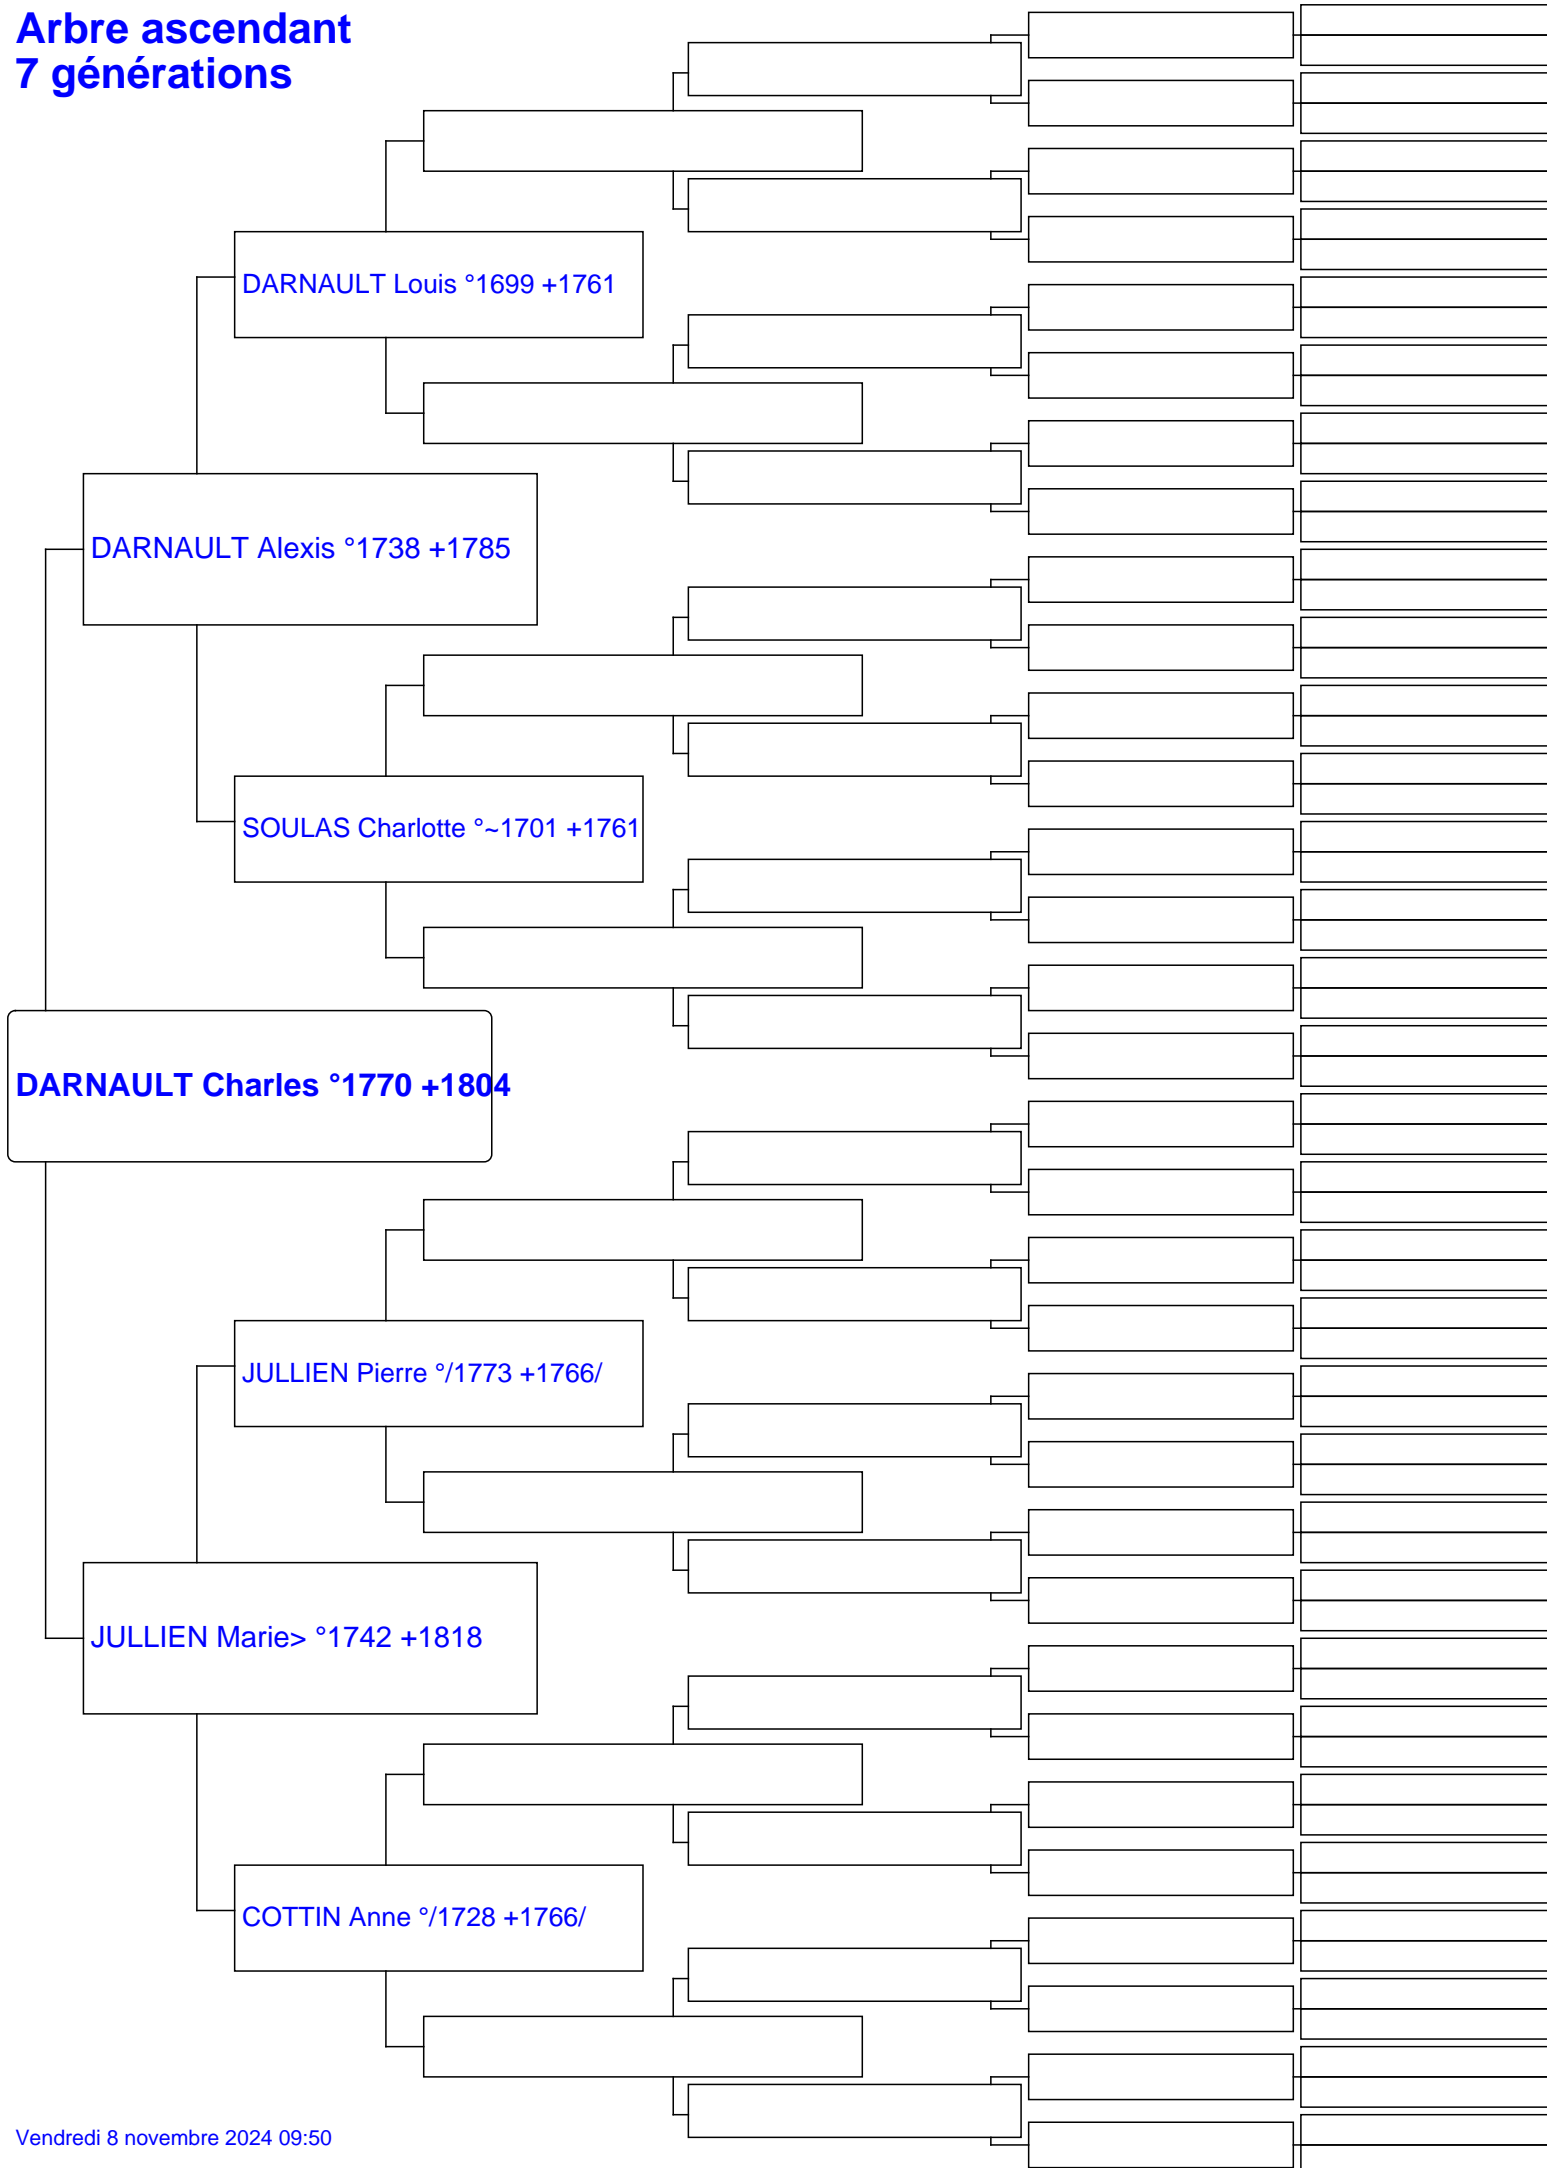 Arbre ascendant
7 générations
DARNAULT Louis °1699 +1761
DARNAULT Alexis °1738 +1785
SOULAS Charlotte °~1701 +1761
DARNAULT Charles °1770 +1804
JULLIEN Pierre °/1773 +1766/
JULLIEN Marie> °1742 +1818
COTTIN Anne °/1728 +1766/
Vendredi 8 novembre 2024 09:50